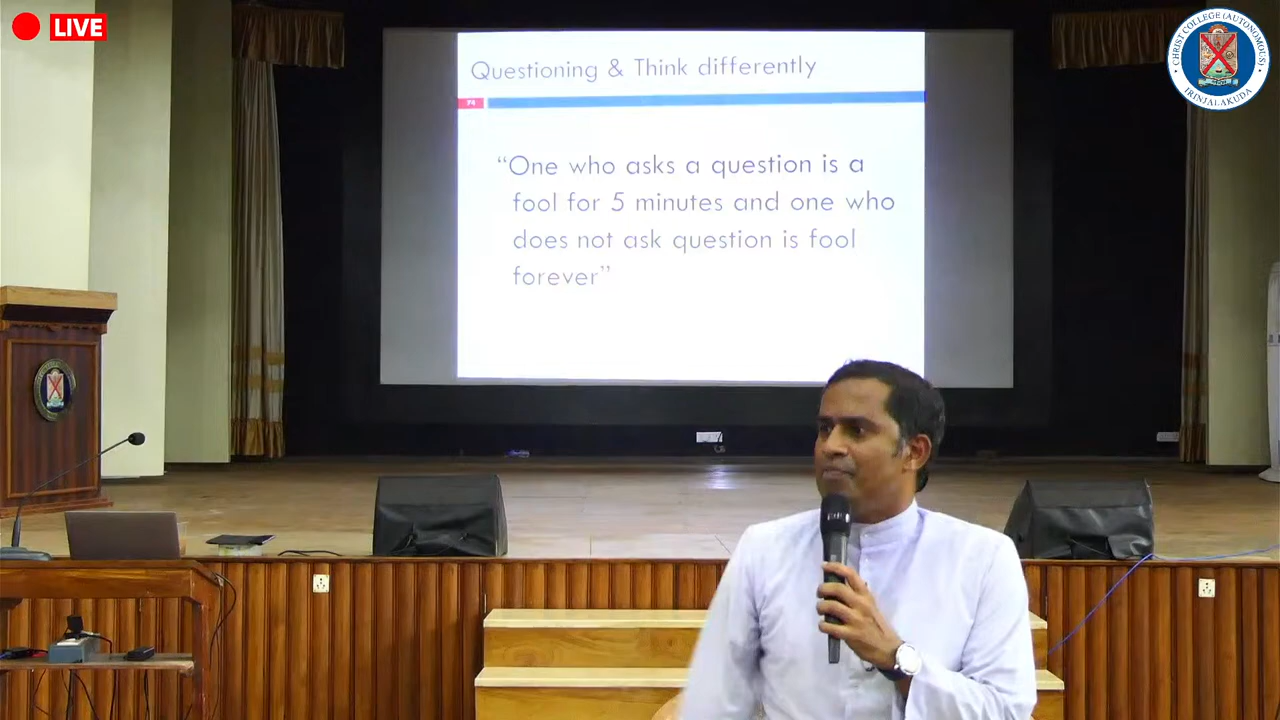 LIVE
CHRIST COLLEGE (AUTONOMOUS)
IRINJALAKUDA
Questioning & Think differently
74
“One who asks a question is a
fool for 5 minutes and one who
does not ask question is fool
forever”